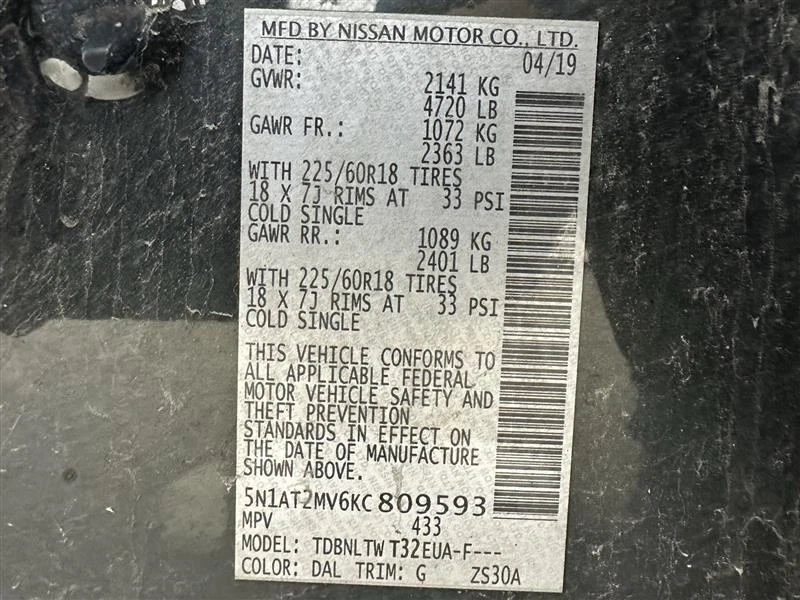 MFD BY NISSAN MOTOR CO., LTD.
DATE: 04/19
GVWR: 2141 KG
4720 LB
GAWR FR.: 1072 KG
2363 LB
WITH 225/60R18 TIRES
18 X 7J RIMS AT 33 PSI
COLD SINGLE
GAWR RR.: 1089 KG
2401 LB
WITH 225/60R18 TIRES
18 X 7J RIMS AT 33 PSI
COLD SINGLE
THIS VEHICLE CONFORMS TO
ALL APPLICABLE FEDERAL
MOTOR VEHICLE SAFETY AND
THEFT PREVENTION
STANDARDS IN EFFECT ON
THE DATE OF MANUFACTURE
SHOWN ABOVE.
5N1AT2MV6KC 809593
MPV 433
MODEL: TDBNLTW T32EUA-F---
COLOR: DAL TRIM: G ZS30A